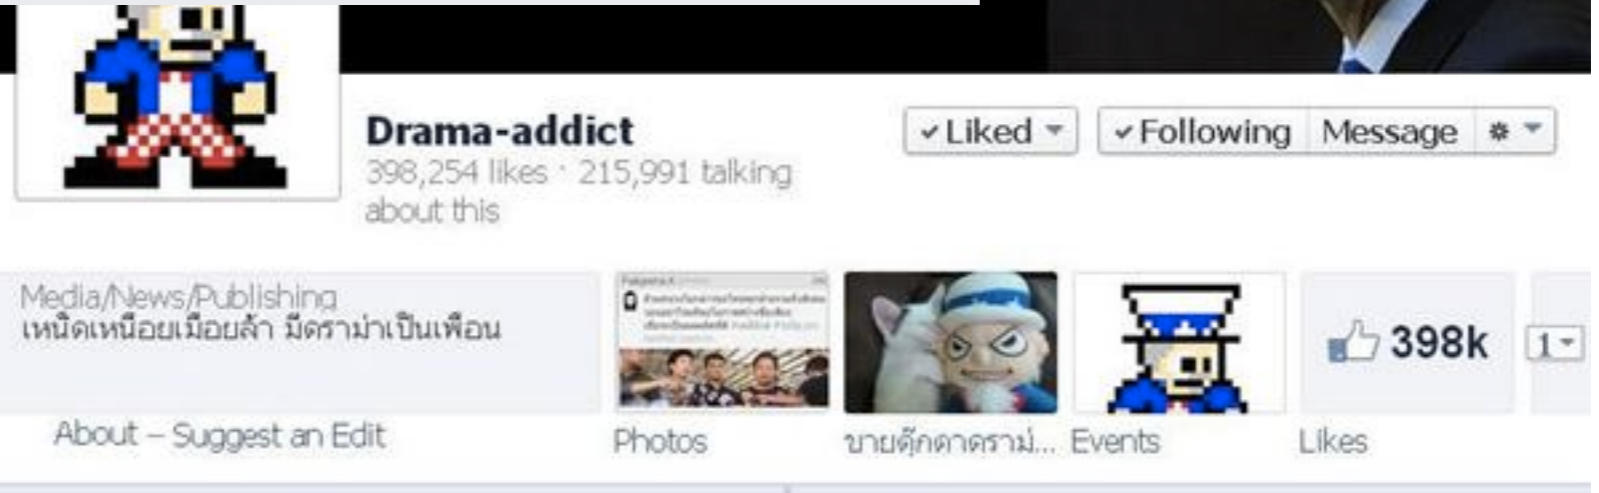 Drama-addict
398,254 likes · 215,991 talking
about this
Liked
Following
Message
Media/News/Publishing
เหน็ดเหนื่อยเมื่อยล้า มีดราม่าเป็นเพื่อน
398k
1
About – Suggest an Edit
Photos
ขายตุ๊กตาดราม่...
Events
Likes